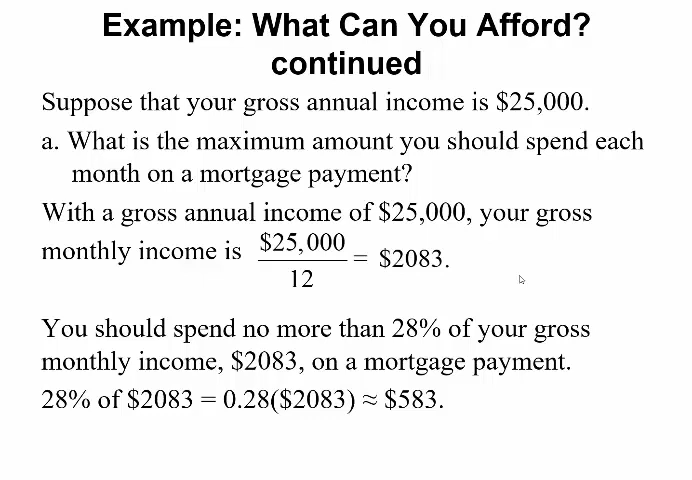 Example: What Can You Afford?
continued
Suppose that your gross annual income is $25,000.
a. What is the maximum amount you should spend each
month on a mortgage payment?
With a gross annual income of $25,000, your gross
monthly income is $25,000 / 12 = $2083.
You should spend no more than 28% of your gross
monthly income, $2083, on a mortgage payment.
28% of $2083 = 0.28($2083) ≈ $583.